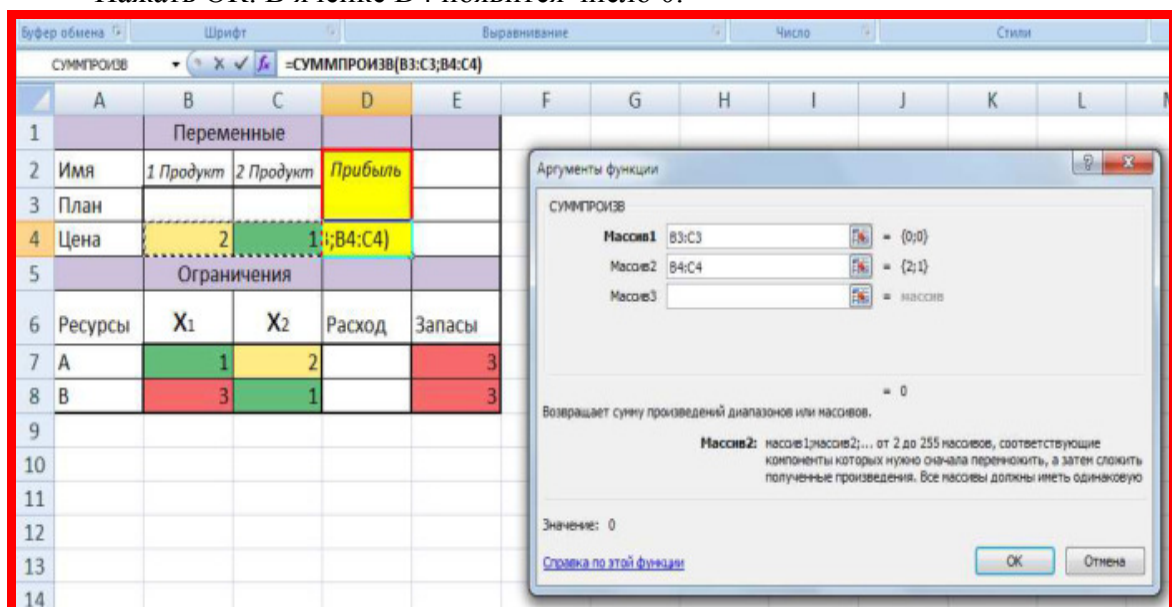 Нажать ОК. В ячейке D4 появится число 0.
Буфер обмена Шрифт Выравнивание Число Стили
СУММПРОИЗВ =СУММПРОИЗВ(B3:C3;B4:C4)
A B C D E F G H I J K L
1 Переменные
2 Имя 1 Продукт 2 Продукт Прибыль
3 План
4 Цена 2 1 ;B4:C4)
5 Ограничения
6 Ресурсы X1 X2 Расход Запасы
7 A 1 2 3
8 B 3 1 3
9
10
11
12
13
14
Аргументы функции
СУММПРОИЗВ
Массив1 B3:C3 = {0;0}
Массив2 B4:C4 = {2;1}
Массив3 = массив
= 0
Возвращает сумму произведений диапазонов или массивов.
Массив2: массив1;массив2;... от 2 до 255 массивов, соответствующие
компоненты которых нужно сначала перемножить, а затем сложить
полученные произведения. Все массивы должны иметь одинаковую
Значение: 0
Справка по этой функции ОК Отмена